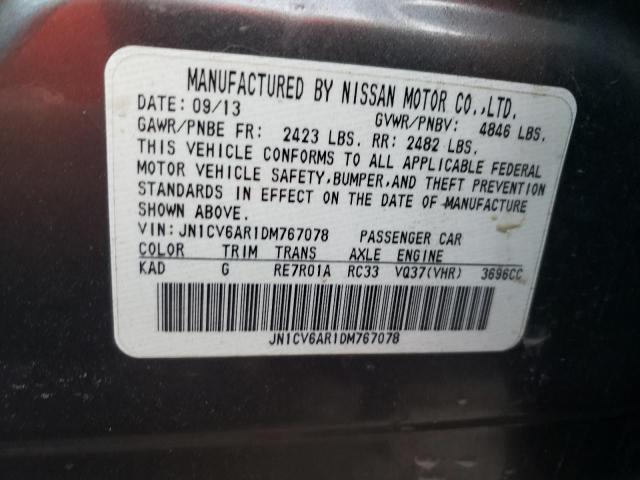 MANUFACTURED BY NISSAN MOTOR CO.,LTD.
DATE: 09/13 GVWR/PNBV: 4846 LBS.
GAWR/PNBE FR: 2423 LBS. RR: 2482 LBS.
THIS VEHICLE CONFORMS TO ALL APPLICABLE FEDERAL
MOTOR VEHICLE SAFETY,BUMPER,AND THEFT PREVENTION
STANDARDS IN EFFECT ON THE DATE OF MANUFACTURE
SHOWN ABOVE.
VIN:JN1CV6AR1DM767078 PASSENGER CAR
COLOR TRIM TRANS AXLE ENGINE
KAD G RE7R01A RC33 VQ37(VHR) 3696CC
JN1CV6AR1DM767078